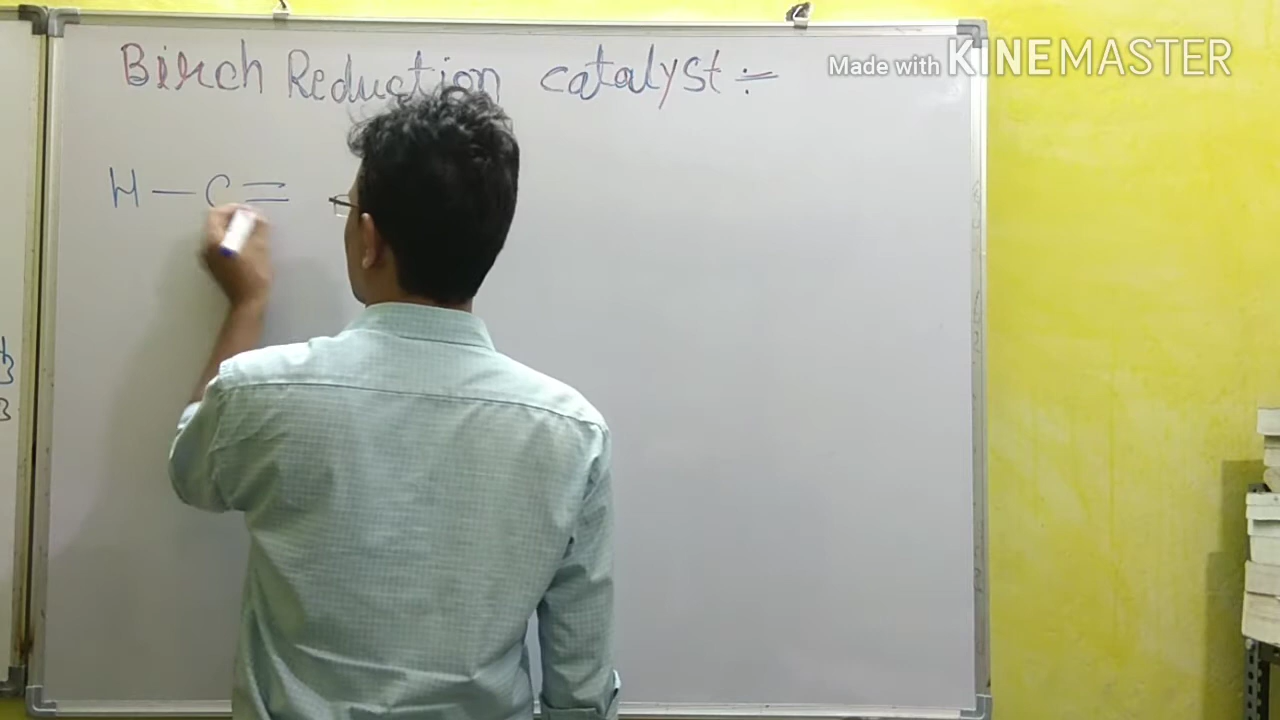 Birch Reduction catalyst :-
Made with KINEMASTER
H — C =